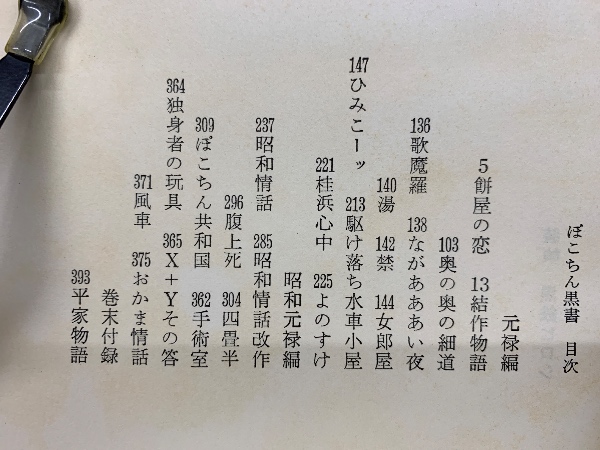 ぽこちん黒書 目次
元禄編
5餅屋の恋 13結作物語
103奥の奥の細道
136歌魔羅 138ながああああい夜
140湯 142禁 144女郎屋
147ひみこーッ 213駆け落ち水車小屋
221桂浜心中 225よのすけ
昭和元禄編
237昭和情話 285昭和情話改作
296腹上死 304四畳半
309ぽこちん共和国 362手術室
364独身者の玩具 365X+Yその答
371風車 375おかま情話
巻末付録
393平家物語